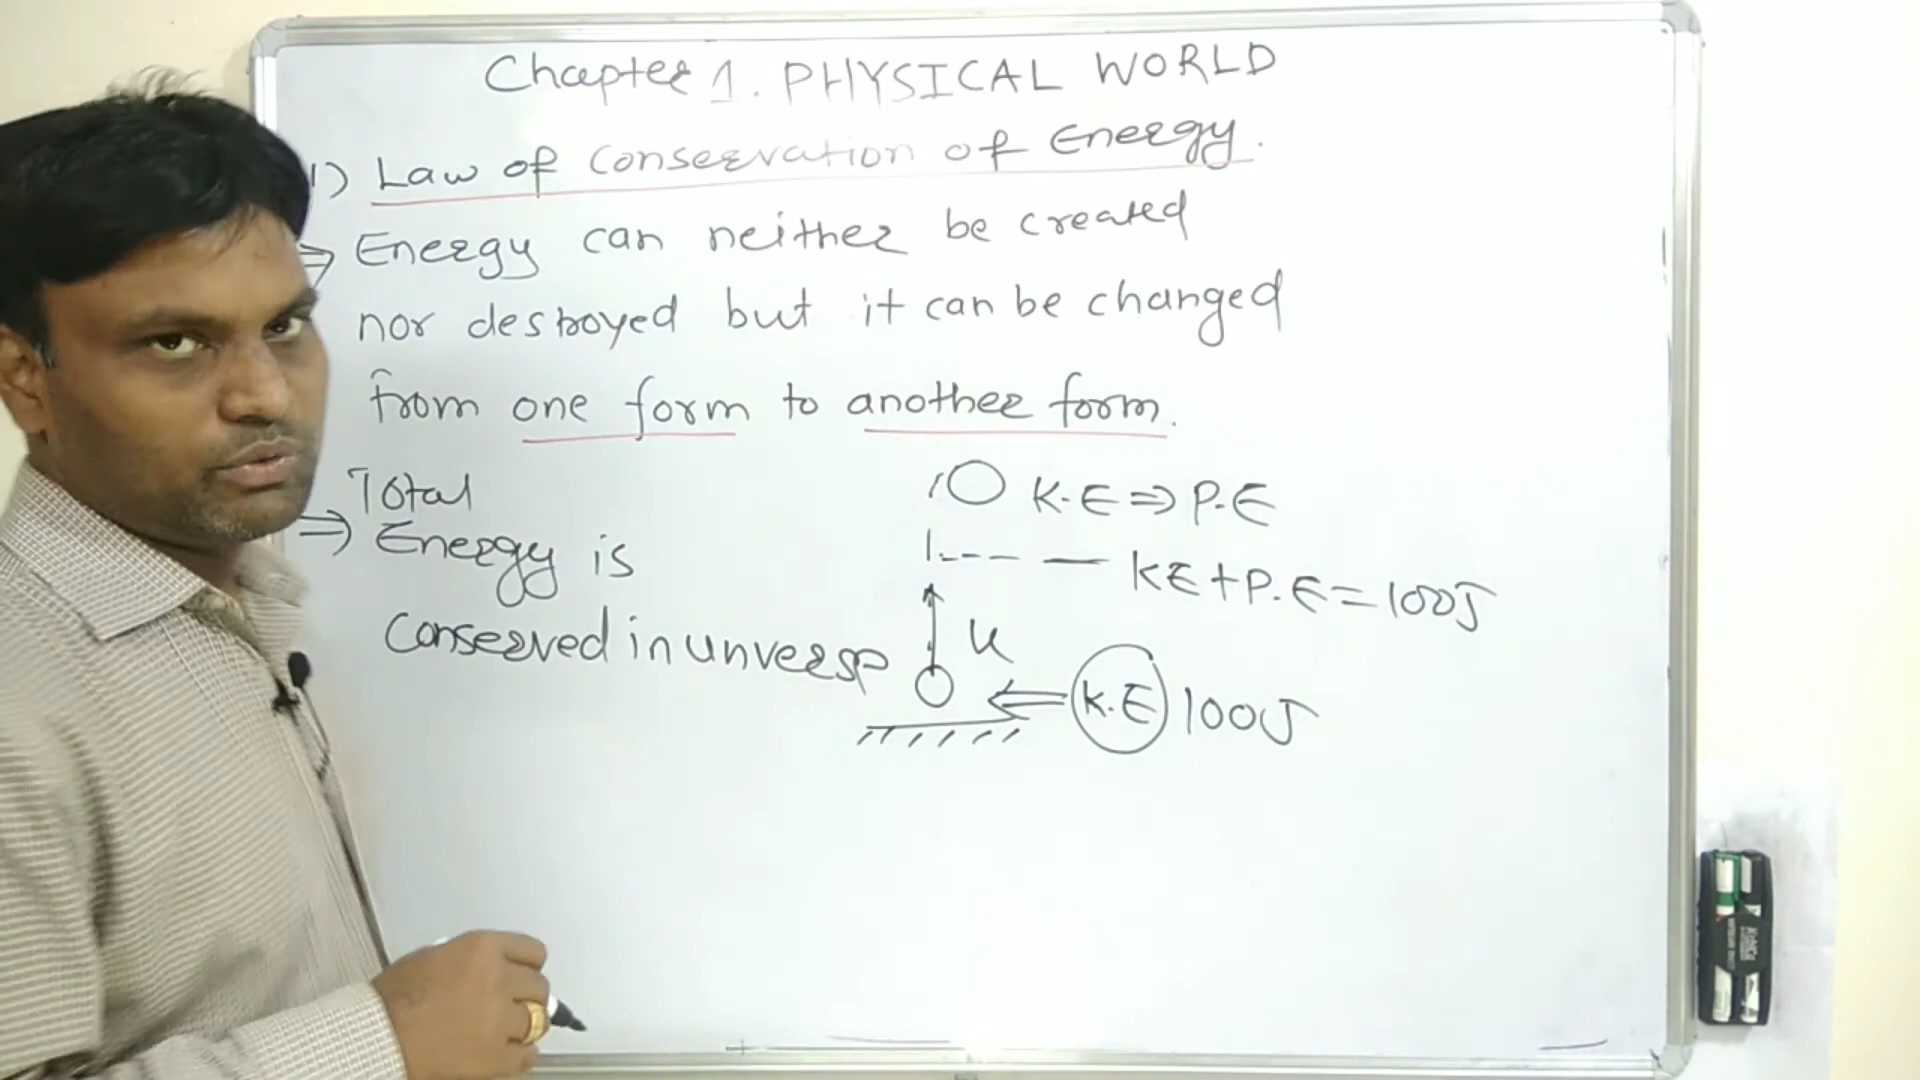 Chapter 1. PHYSICAL WORLD
1) Law of conservation of Energy.
⇒ Energy can neither be created
nor destroyed but it can be changed
from one form to another form.
Total
⇒ Energy is
conserved in unverse
K.E ⇒ P.E
KE + P.E = 100J
u
K.E 100J